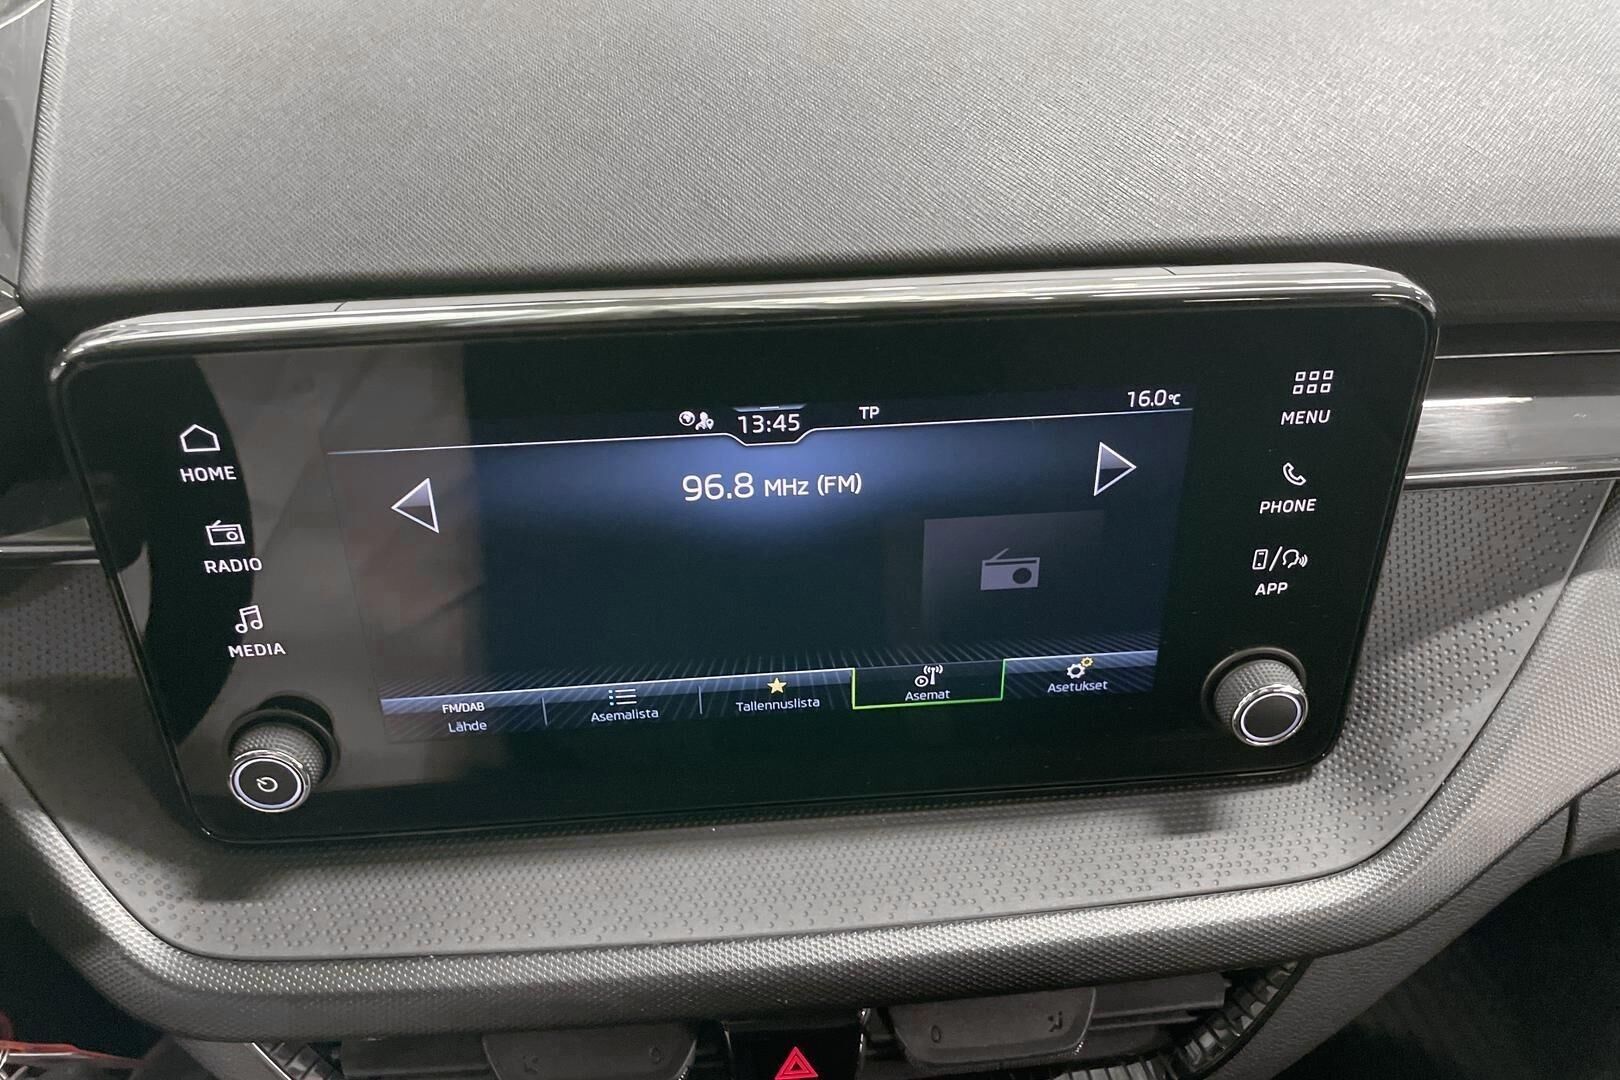 13:45
TP
16.0°C
96.8 MHz (FM)
HOME
RADIO
MEDIA
MENU
PHONE
APP
FM/DAB
Lähde
Asemalista
Tallennuslista
Asemat
Asetukset